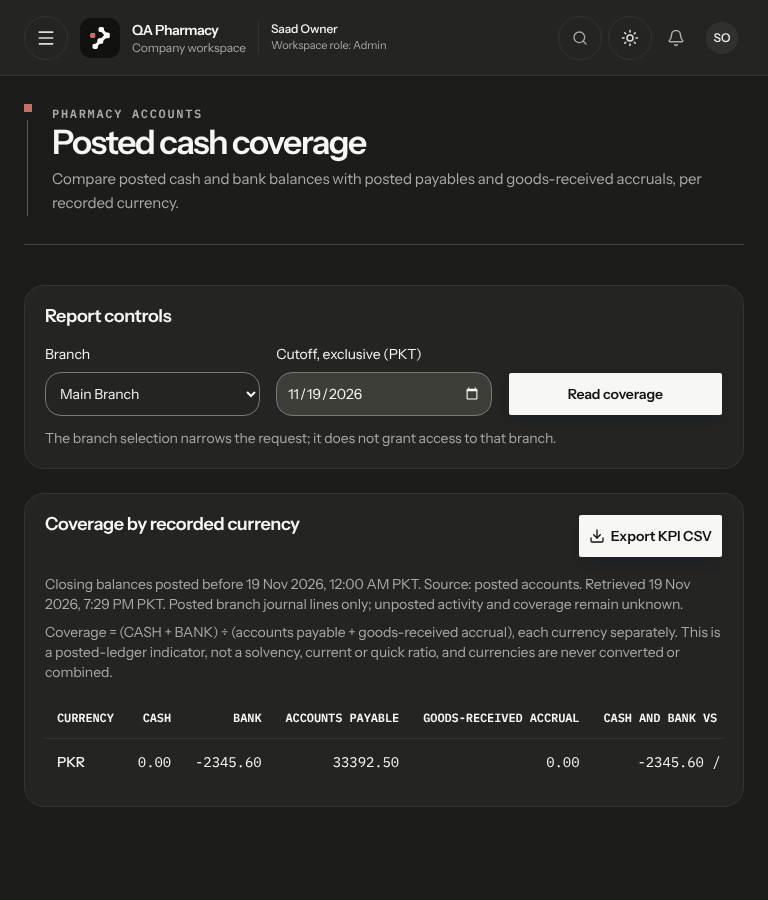 QA Pharmacy
Company workspace
Saad Owner
Workspace role: Admin
SO
PHARMACY ACCOUNTS
Posted cash coverage
Compare posted cash and bank balances with posted payables and goods-received accruals, per
recorded currency.
Report controls
Branch
Cutoff, exclusive (PKT)
Main Branch
11/19/2026
Read coverage
The branch selection narrows the request; it does not grant access to that branch.
Coverage by recorded currency
Export KPI CSV
Closing balances posted before 19 Nov 2026, 12:00 AM PKT. Source: posted accounts. Retrieved 19 Nov
2026, 7:29 PM PKT. Posted branch journal lines only; unposted activity and coverage remain unknown.
Coverage = (CASH + BANK) ÷ (accounts payable + goods-received accrual), each currency separately. This is
a posted-ledger indicator, not a solvency, current or quick ratio, and currencies are never converted or
combined.
CURRENCY CASH BANK ACCOUNTS PAYABLE GOODS-RECEIVED ACCRUAL CASH AND BANK VS
PKR 0.00 -2345.60 33392.50 0.00 -2345.60 /